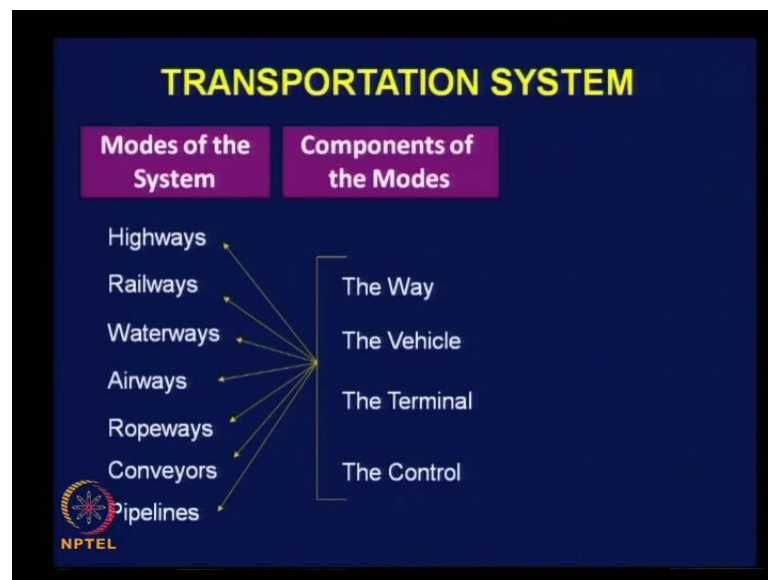 TRANSPORTATION SYSTEM
Modes of the
System
Components of
the Modes
Highways
Railways
Waterways
Airways
Ropeways
Conveyors
Pipelines
The Way
The Vehicle
The Terminal
The Control
NPTEL